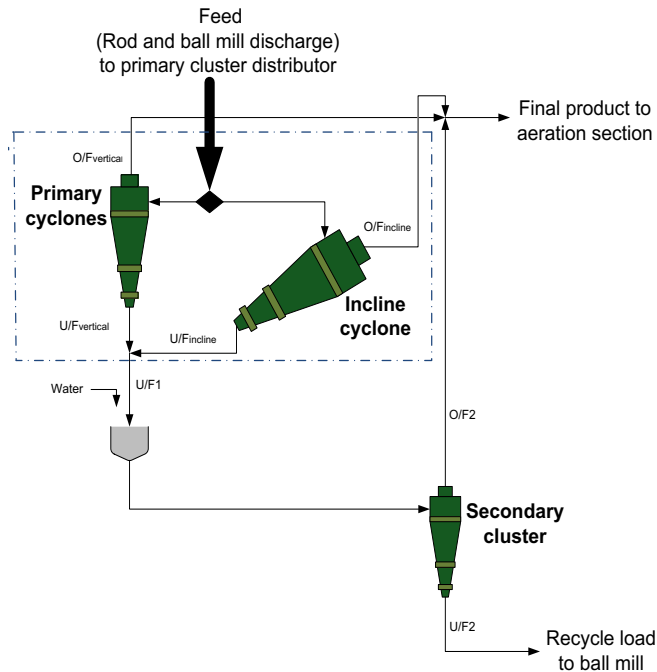 Feed
(Rod and ball mill discharge)
to primary cluster distributor
Final product to
aeration section
O/Fvertical
Primary
cyclones
O/Fincline
Incline
cyclone
U/Fvertical
U/Fincline
Water
U/F1
O/F2
Secondary
cluster
U/F2
Recycle load
to ball mill